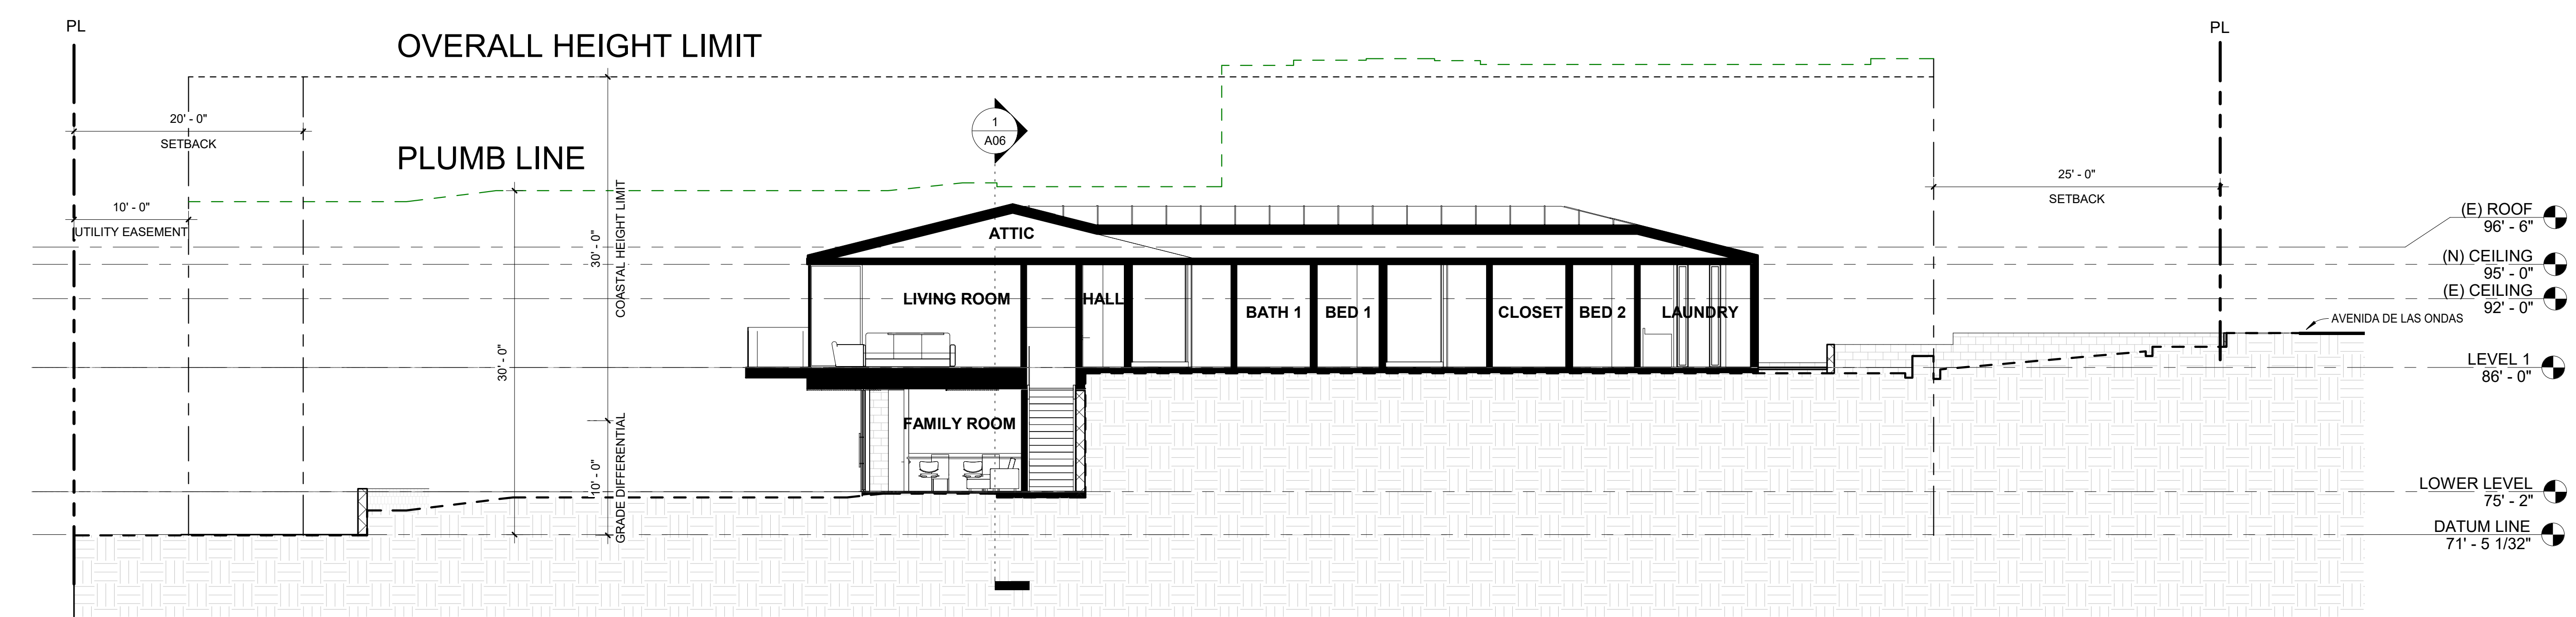 PL
PL
OVERALL HEIGHT LIMIT
20' - 0"
SETBACK
1
A06
PLUMB LINE
10' - 0"
UTILITY EASEMENT
30' - 0"
COASTAL HEIGHT LIMIT
25' - 0"
SETBACK
(E) ROOF
96' - 6"
ATTIC
(N) CEILING
95' - 0"
(E) CEILING
92' - 0"
LIVING ROOM
HALL
BATH 1
BED 1
CLOSET
BED 2
LAUNDRY
AVENIDA DE LAS ONDAS
30' - 0"
LEVEL 1
86' - 0"
FAMILY ROOM
10' - 0"
GRADE DIFFERENTIAL
LOWER LEVEL
75' - 2"
DATUM LINE
71' - 5 1/32"